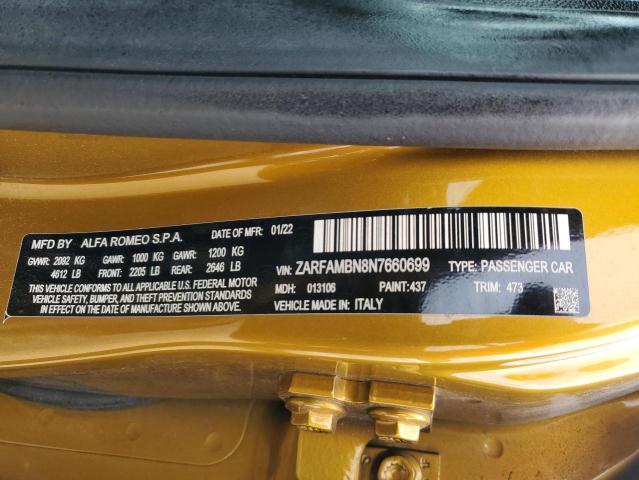 MFD BY ALFA ROMEO S.P.A. DATE OF MFR: 01/22
GVWR: 2092 KG GAWR: 1000 KG GAWR: 1200 KG
4612 LB FRONT: 2205 LB REAR: 2646 LB
THIS VEHICLE CONFORMS TO ALL APPLICABLE U.S. FEDERAL MOTOR
VEHICLE SAFETY, BUMPER, AND THEFT PREVENTION STANDARDS
IN EFFECT ON THE DATE OF MANUFACTURE SHOWN ABOVE.
VIN: ZARFAMBN8N7660699 TYPE: PASSENGER CAR
MDH: 013106 PAINT:437 TRIM: 473
MADE IN: ITALY